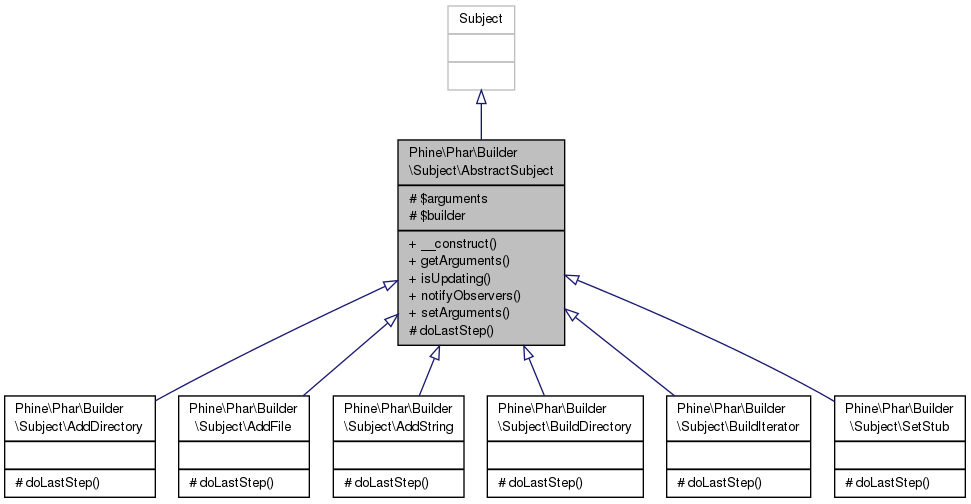 Subject
Phine\Phar\Builder
\Subject\AbstractSubject
# $arguments
# $builder
+ __construct()
+ getArguments()
+ isUpdating()
+ notifyObservers()
+ setArguments()
# doLastStep()
Phine\Phar\Builder
\Subject\AddDirectory
# doLastStep()
Phine\Phar\Builder
\Subject\AddFile
# doLastStep()
Phine\Phar\Builder
\Subject\AddString
# doLastStep()
Phine\Phar\Builder
\Subject\BuildDirectory
# doLastStep()
Phine\Phar\Builder
\Subject\BuildIterator
# doLastStep()
Phine\Phar\Builder
\Subject\SetStub
# doLastStep()